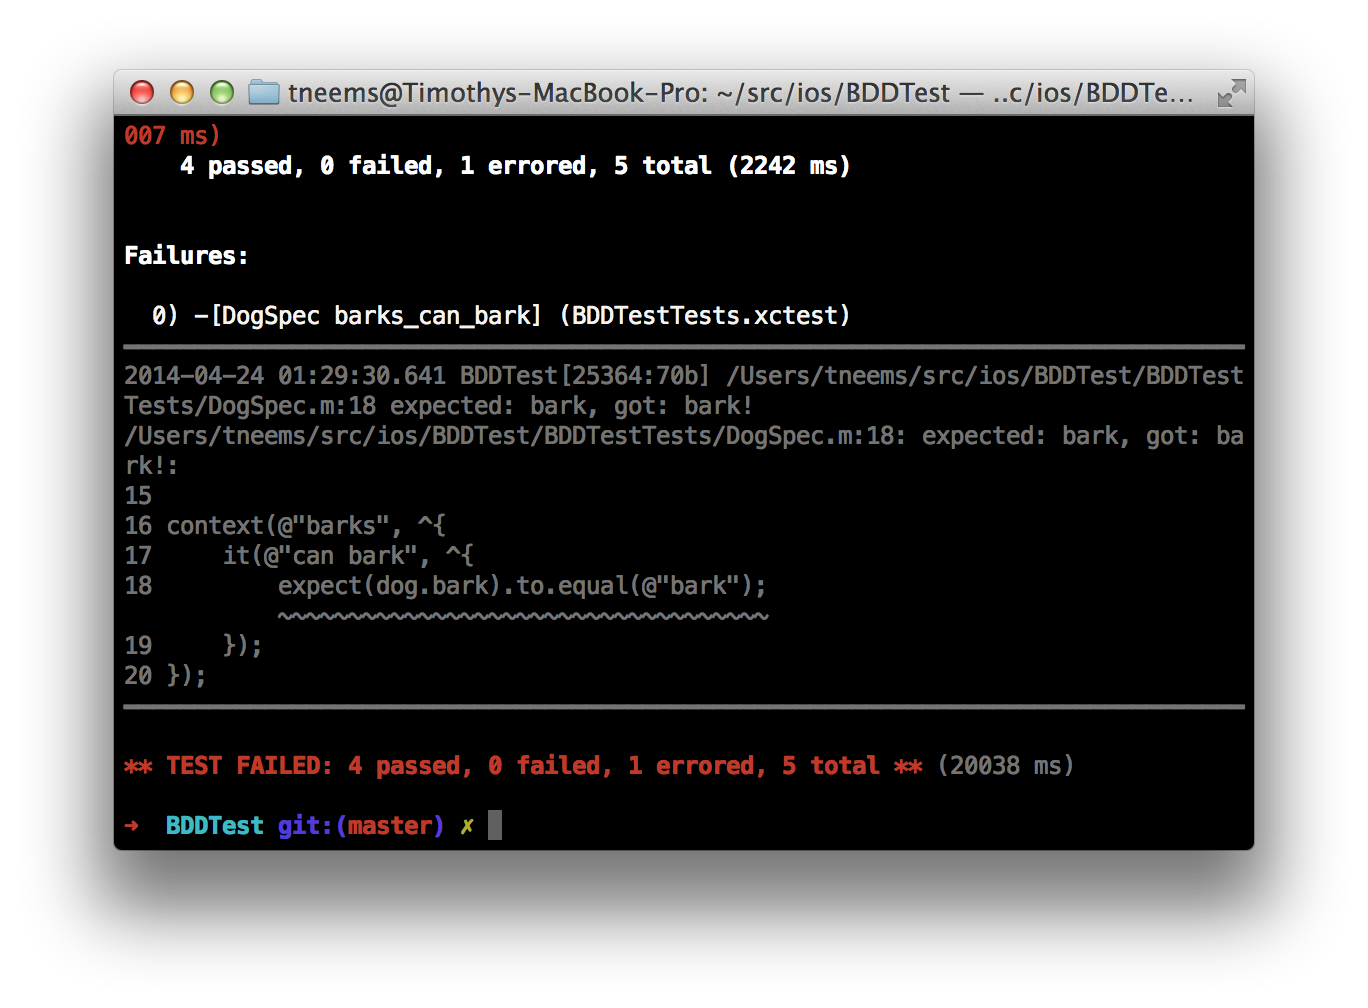 tneems@Timothys-MacBook-Pro: ~/src/ios/BDDTest — ..c/ios/BDDTe...
007 ms)
     4 passed, 0 failed, 1 errored, 5 total (2242 ms)
Failures:
  0) -[DogSpec barks_can_bark] (BDDTestTests.xctest)
2014-04-24 01:29:30.641 BDDTest[25364:70b] /Users/tneems/src/ios/BDDTest/BDDTest
Tests/DogSpec.m:18 expected: bark, got: bark!
/Users/tneems/src/ios/BDDTest/BDDTestTests/DogSpec.m:18: expected: bark, got: ba
rk!:
15
16 context(@"barks", ^{
17     it(@"can bark", ^{
18         expect(dog.bark).to.equal(@"bark");
           ~~~~~~~~~~~~~~~~~~~~~~~~~~~~~~~~~~~
19     });
20 });
** TEST FAILED: 4 passed, 0 failed, 1 errored, 5 total ** (20038 ms)
➜  BDDTest git:(master) ✗